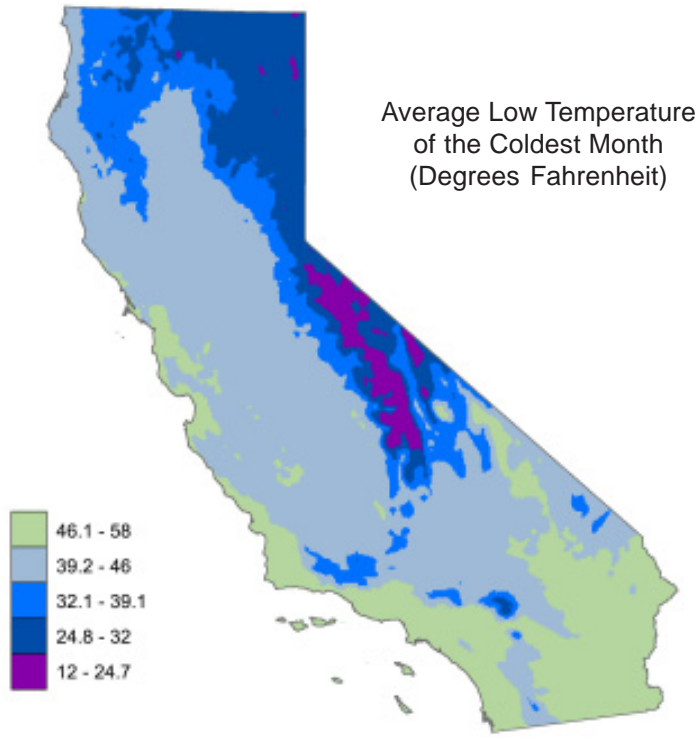 Average Low Temperature
of the Coldest Month
(Degrees Fahrenheit)
46.1 - 58
39.2 - 46
32.1 - 39.1
24.8 - 32
12 - 24.7